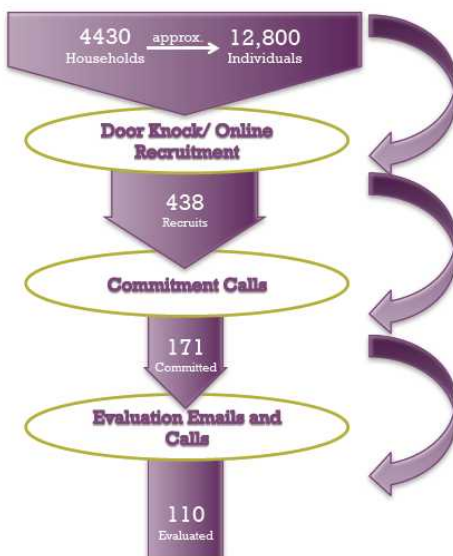 4430 approx. 12,800
Households Individuals
Door Knock/ Online
Recruitment
438
Recruits
Commitment Calls
171
Committed
Evaluation Emails and
Calls
110
Evaluated